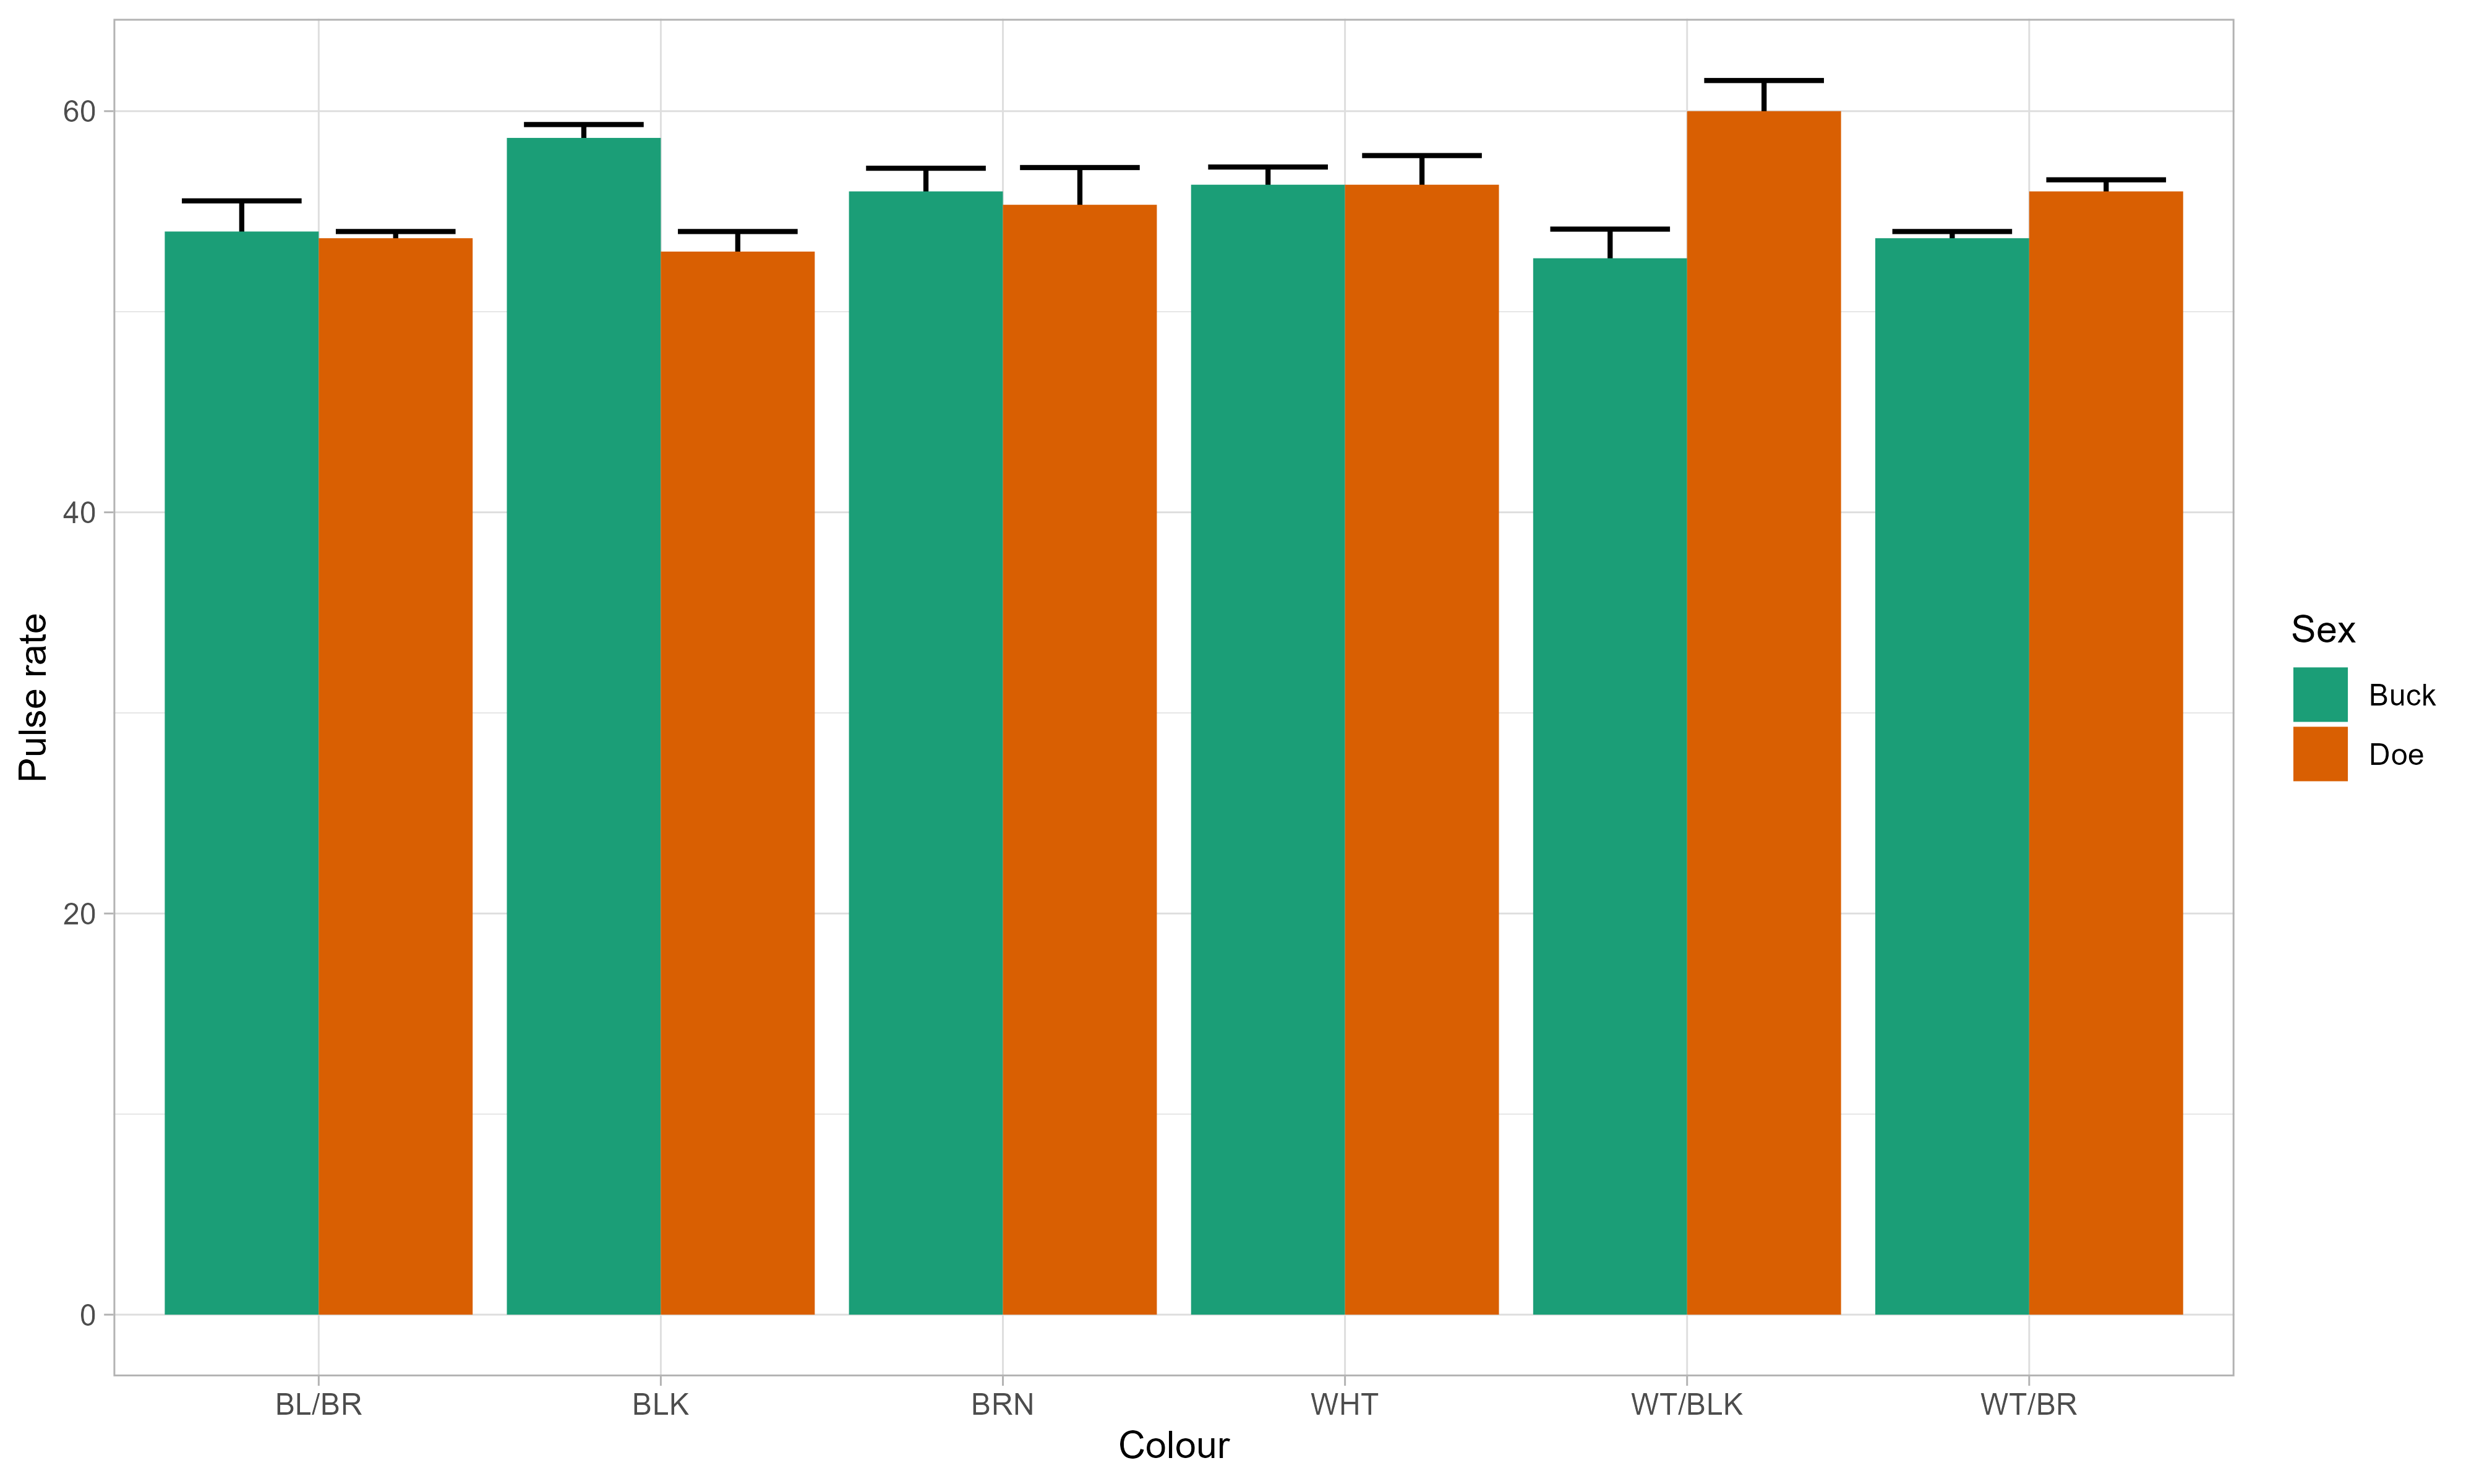 60
40
20
0
Pulse rate
BL/BR
BLK
BRN
WHT
WT/BLK
WT/BR
Colour
Sex
Buck
Doe